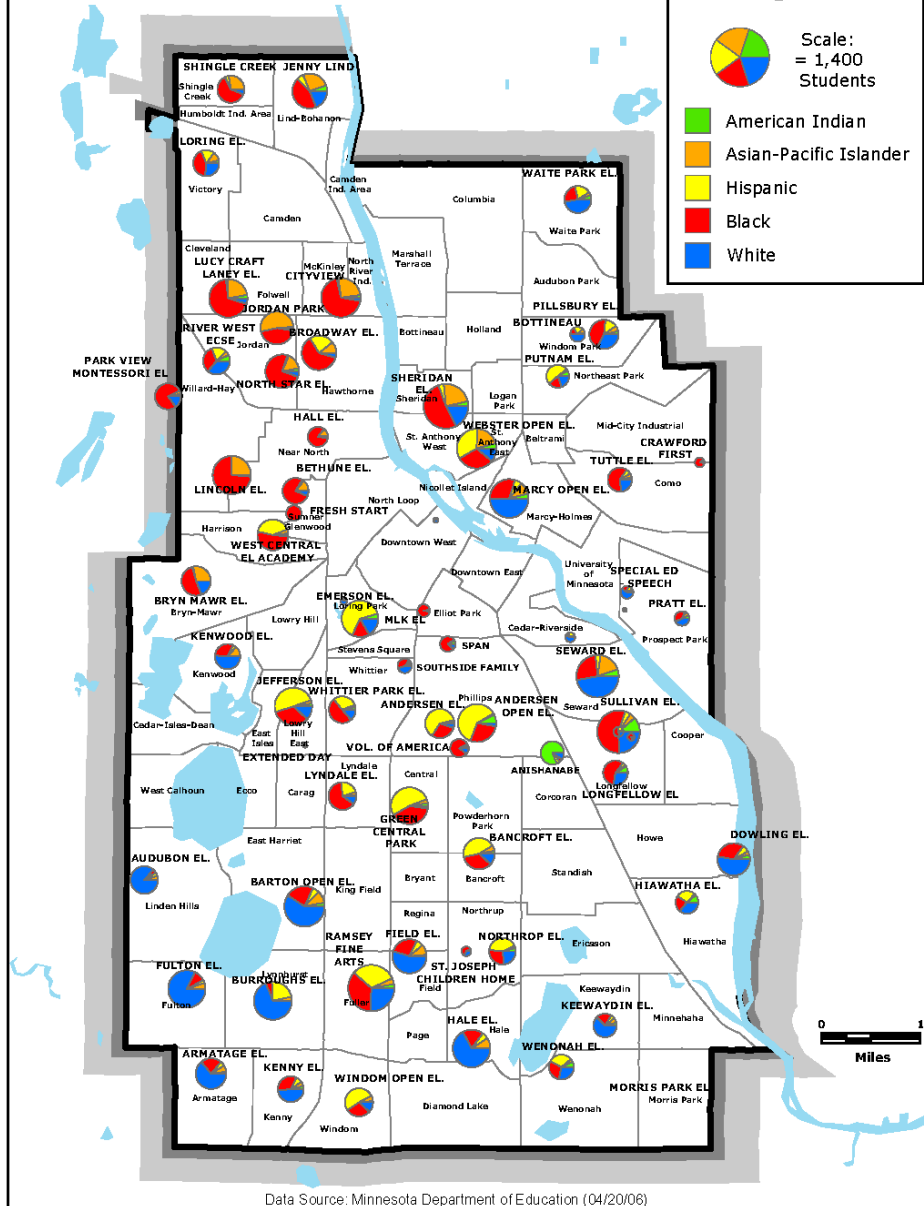 Scale:
= 1,400
Students
American Indian
Asian-Pacific Islander
Hispanic
Black
White
SHINGLE CREEK
JENNY LIND
Shingle
Creek
Humboldt Ind. Area
Lind-Bohanon
LORING EL.
Victory
Camden
Ind. Area
Camden
Columbia
WAITE PARK EL.
Waite Park
Cleveland
LUCY CRAFT
LANEY EL.
McKinley
CITYVIEW
North
River
Ind.
Marshall
Terrace
Audubon Park
Folwell
JORDAN PARK
RIVER WEST
ECSE
Jordan
BROADWAY EL.
Bottineau
Holland
PILLSBURY EL.
BOTTINEAU
Windom Park
PUTNAM EL.
Northeast Park
PARK VIEW
MONTESSORI EL
Willard-Hay
NORTH STAR EL.
Hawthorne
SHERIDAN
EL.
Sheridan
Logan
Park
HALL EL.
Near North
WEBSTER OPEN EL.
St. Anthony
West
St.
Anthony
East
Beltrami
Mid-City Industrial
CRAWFORD
FIRST
TUTTLE EL.
Como
BETHUNE EL.
LINCOLN EL.
Nicollet Island
MARCY OPEN EL.
Marcy-Holmes
North Loop
FRESH START
Sumner
Glenwood
Harrison
WEST CENTRAL
EL ACADEMY
Downtown West
Downtown East
University
of
Minnesota
SPECIAL ED
SPEECH
PRATT EL.
Prospect Park
BRYN MAWR EL.
Bryn-Mawr
EMERSON EL.
Loring Park
MLK EL
Elliot Park
Lowry Hill
Cedar-Riverside
KENWOOD EL.
Kenwood
Stevens Square
SPAN
Whittier
SOUTHSIDE FAMILY
SEWARD EL.
Seward
SULLIVAN EL.
JEFFERSON EL.
WHITTIER PARK EL.
Phillips
ANDERSEN EL.
ANDERSEN
OPEN EL.
Cedar-Isles-Dean
East
Isles
Lowry
Hill
East
VOL. OF AMERICA
ANISHANABE
Cooper
EXTENDED DAY
Lyndale
LYNDALE EL.
Central
Longfellow
LONGFELLOW EL
West Calhoun
Ecco
Carag
Corcoran
GREEN
CENTRAL
PARK
Powderhorn
Park
East Harriet
BANCROFT EL.
Howe
DOWLING EL.
AUDUBON EL.
Linden Hills
BARTON OPEN EL.
King Field
Bryant
Bancroft
Standish
HIAWATHA EL.
Hiawatha
Regina
Northrup
RAMSEY
FINE
ARTS
FIELD EL.
NORTHROP EL.
Ericsson
FULTON EL.
Fulton
Lynnhurst
BURROUGHS EL.
Fuller
ST. JOSEPH
CHILDREN HOME
Field
Keewaydin
KEEWAYDIN EL.
Minnehaha
Page
HALE EL.
Hale
WENONAH EL.
0
1
Miles
ARMATAGE EL.
Armatage
KENNY EL.
Kenny
WINDOM OPEN EL.
Windom
Diamond Lake
Wenonah
MORRIS PARK EL
Morris Park
Data Source: Minnesota Department of Education (04/20/06)